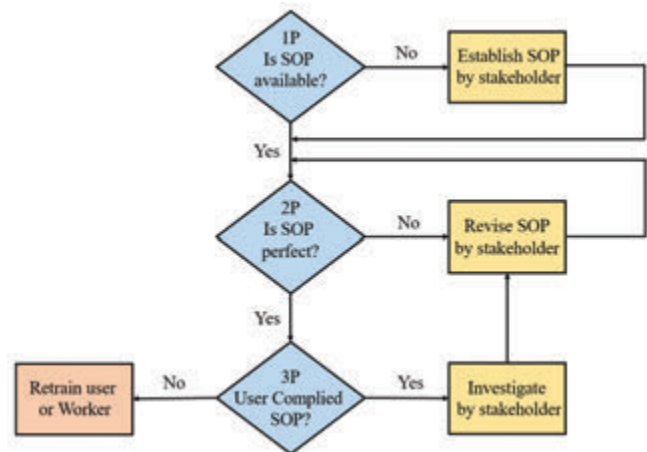 1P
Is SOP
available?
No
Establish SOP
by stakeholder
Yes
2P
Is SOP
perfect?
No
Revise SOP
by stakeholder
Yes
Retrain user
or Worker
No
3P
User Complied
SOP?
Yes
Investigate
by stakeholder